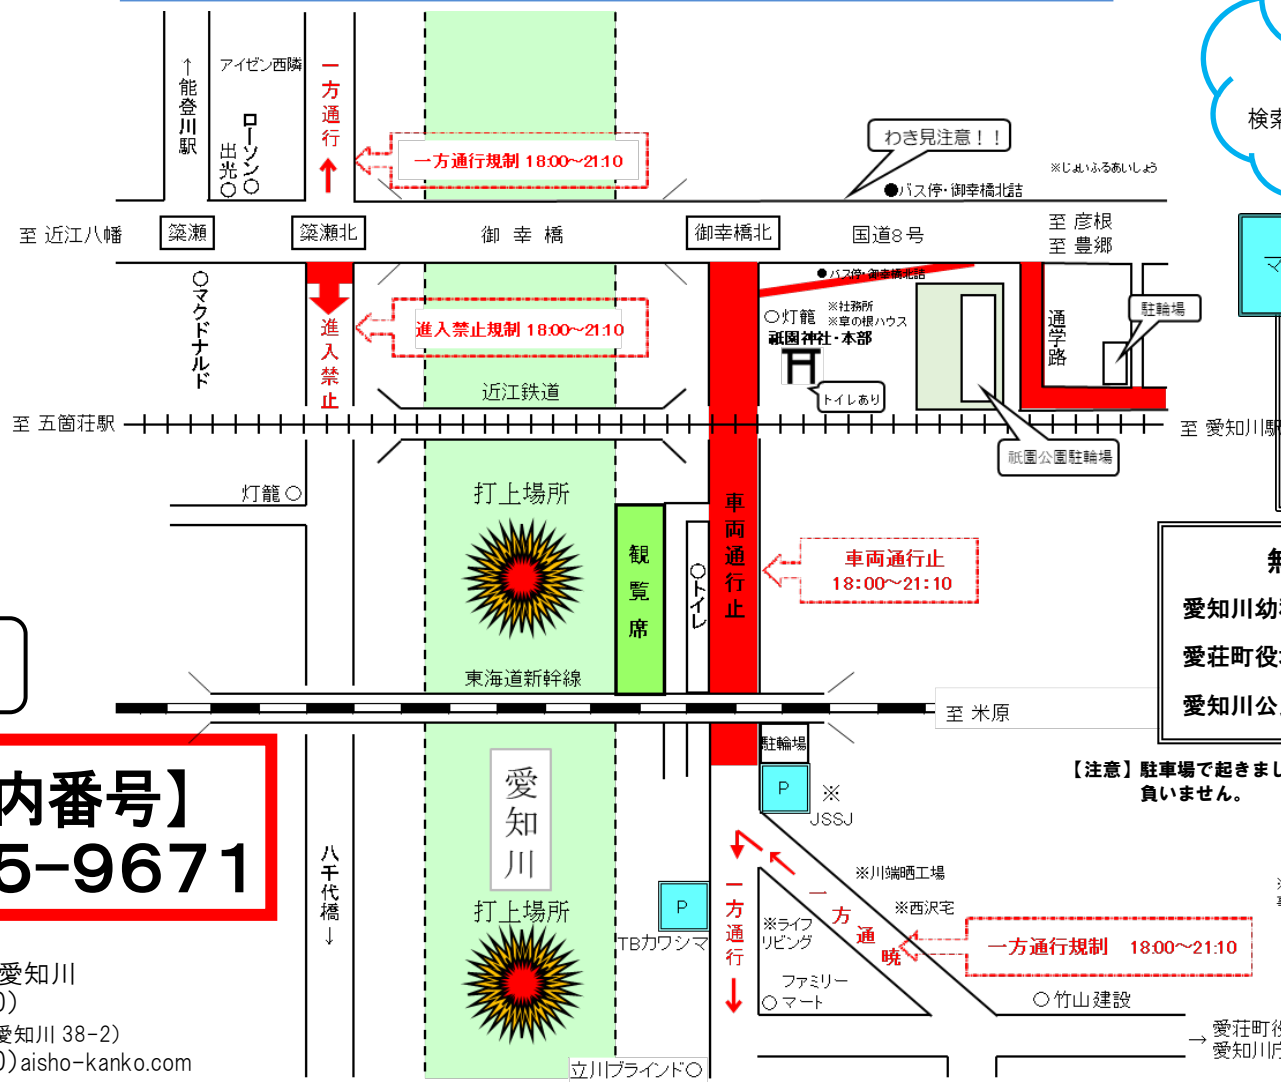 ↑能登川駅
アイゼン西隣
ローソン○
出光○
一方通行
一方通行規制 18:00～21:10
わき見注意！！
※じょいふるあいしょう
●バス停・御幸橋北詰
検索
至 近江八幡
簗瀬
簗瀬北
御幸橋
御幸橋北
国道8号
至 彦根
至 豊郷
マ
○マクドナルド
進入禁止
進入禁止規制 18:00～21:10
●バス停・御幸橋北詰
○灯籠
※社務所
※草の根ハウス
祇園神社・本部
トイレあり
通学路
駐輪場
近江鉄道
至 五箇荘駅
至 愛知川駅
祇園公園駐輪場
灯籠○
打上場所
観覧席
○トイレ
車両通行止
車両通行止
18:00～21:10
無
愛知川幼稚
愛荘町役場
愛知川公
東海道新幹線
至 米原
駐輪場
P
※
JSSJ
【注意】駐車場で起きまし
負いません。
内番号】
5-9671
愛知川
八千代橋→
打上場所
P
TBカワシマ
一方通行
※ライフ
リビング
ファミリー
○マート
一方通暁
※川端晒工場
※西沢宅
一方通行規制 18:00～21:10
○竹山建設
→ 愛荘町役
愛知川庁
立川ブラインド○
愛知川
0)
愛知川 38-2)
0)aisho-kanko.com